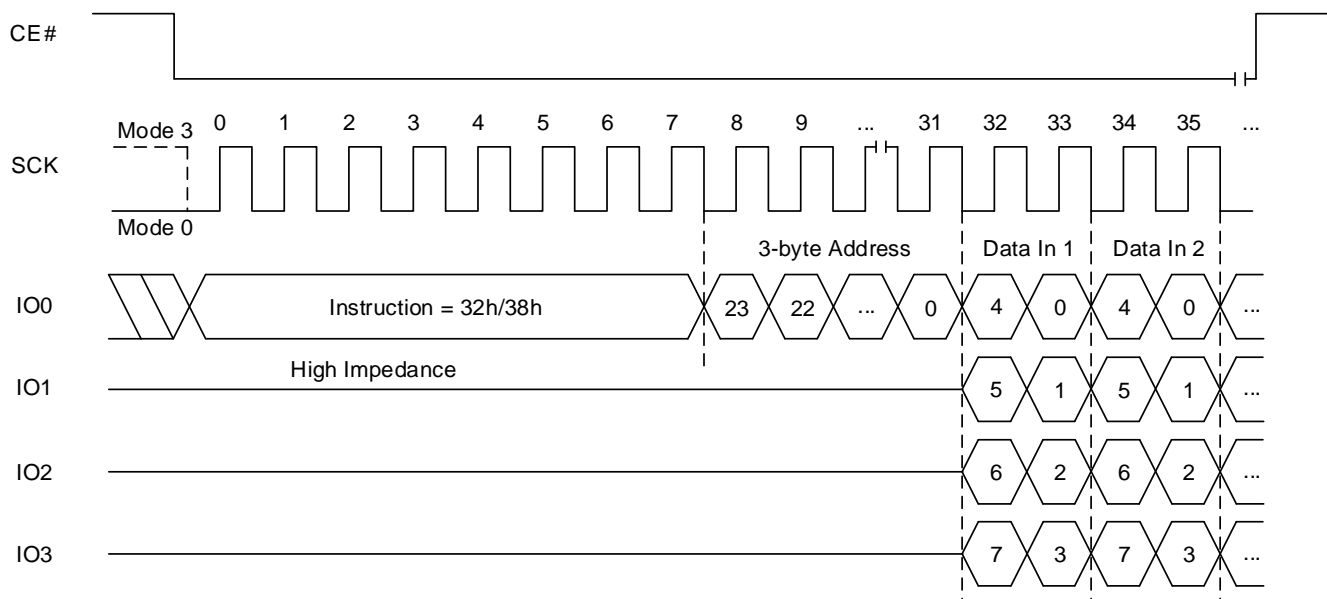 CE#
0 1 2 3 4 5 6 7 8 9 ... 31 32 33 34 35 ...
Mode 3
SCK
Mode 0
3-byte Address Data In 1 Data In 2
IO0 Instruction = 32h/38h 23 22 ... 0 4 0 4 0 ...
High Impedance
IO1 5 1 5 1 ...
IO2 6 2 6 2 ...
IO3 7 3 7 3 ...